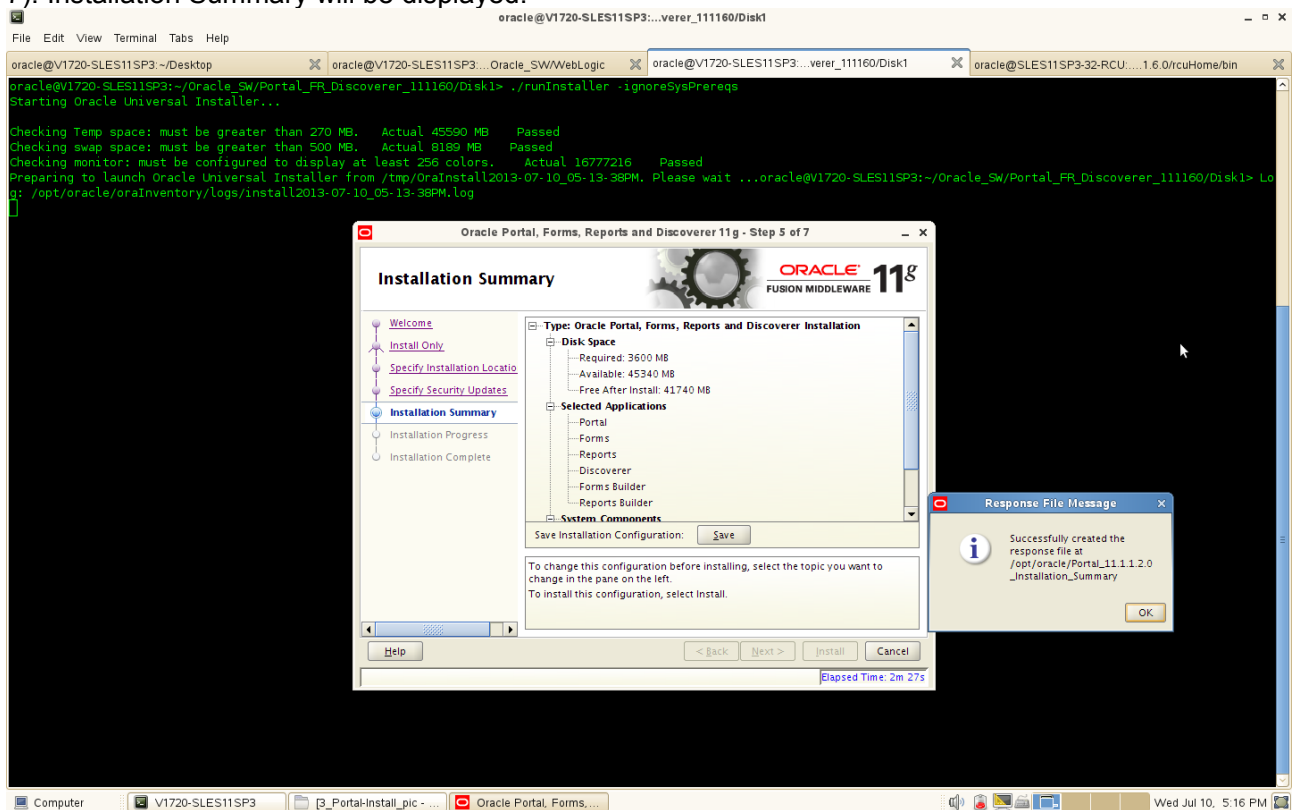 7). Installation Summary will be displayed.
oracle@V1720-SLES11SP3:...verer_111160/Disk1
File Edit View Terminal Tabs Help
oracle@V1720-SLES11SP3:~/Desktop
oracle@V1720-SLES11SP3:...Oracle_SW/WebLogic
oracle@V1720-SLES11SP3:...verer_111160/Disk1
oracle@SLES11SP3-32-RCU:....1.6.0/rcuHome/bin
oracle@V1720-SLES11SP3:~/Oracle_SW/Portal_FR_Discoverer_111160/Disk1> ./runInstaller -ignoreSysPrereqs
Starting Oracle Universal Installer...
Checking Temp space: must be greater than 270 MB. Actual 45590 MB Passed
Checking swap space: must be greater than 500 MB. Actual 8189 MB Passed
Checking monitor: must be configured to display at least 256 colors. Actual 16777216 Passed
Preparing to launch Oracle Universal Installer from /tmp/OraInstall2013-07-10_05-13-38PM. Please wait ...oracle@V1720-SLES11SP3:~/Oracle_SW/Portal_FR_Discoverer_111160/Disk1> Lo
g: /opt/oracle/oraInventory/logs/install2013-07-10_05-13-38PM.log
Oracle Portal, Forms, Reports and Discoverer 11g - Step 5 of 7
Installation Summary
ORACLE
FUSION MIDDLEWARE
11g
Welcome
Install Only
Specify Installation Locatio
Specify Security Updates
Installation Summary
Installation Progress
Installation Complete
Type: Oracle Portal, Forms, Reports and Discoverer Installation
Disk Space
Required: 3600 MB
Available: 45340 MB
Free After Install: 41740 MB
Selected Applications
Portal
Forms
Reports
Discoverer
Forms Builder
Reports Builder
System Components
Save Installation Configuration: Save
To change this configuration before installing, select the topic you want to
change in the pane on the left.
To install this configuration, select Install.
Help
< Back
Next >
Install
Cancel
Elapsed Time: 2m 27s
Response File Message
Successfully created the
response file at
/opt/oracle/Portal_11.1.1.2.0
_Installation_Summary
OK
Computer
V1720-SLES11SP3
[3_Portal-Install_pic - ...
Oracle Portal, Forms,...
Wed Jul 10, 5:16 PM